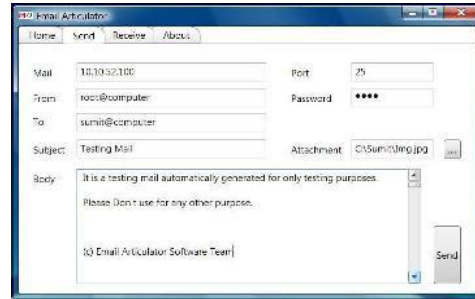 Email Articulator
Home Send Receive About
Mail 10.10.52.100 Port 25
From root@computer Password ●●●●
To sumit@computer
Subject Testing Mail Attachment C:\Sumit\Img.jpg ...
Body It is a testing mail automatically generated for only testing purposes.
Please Don't use for any other purpose.
(c) Email Articulator Software Team
Send